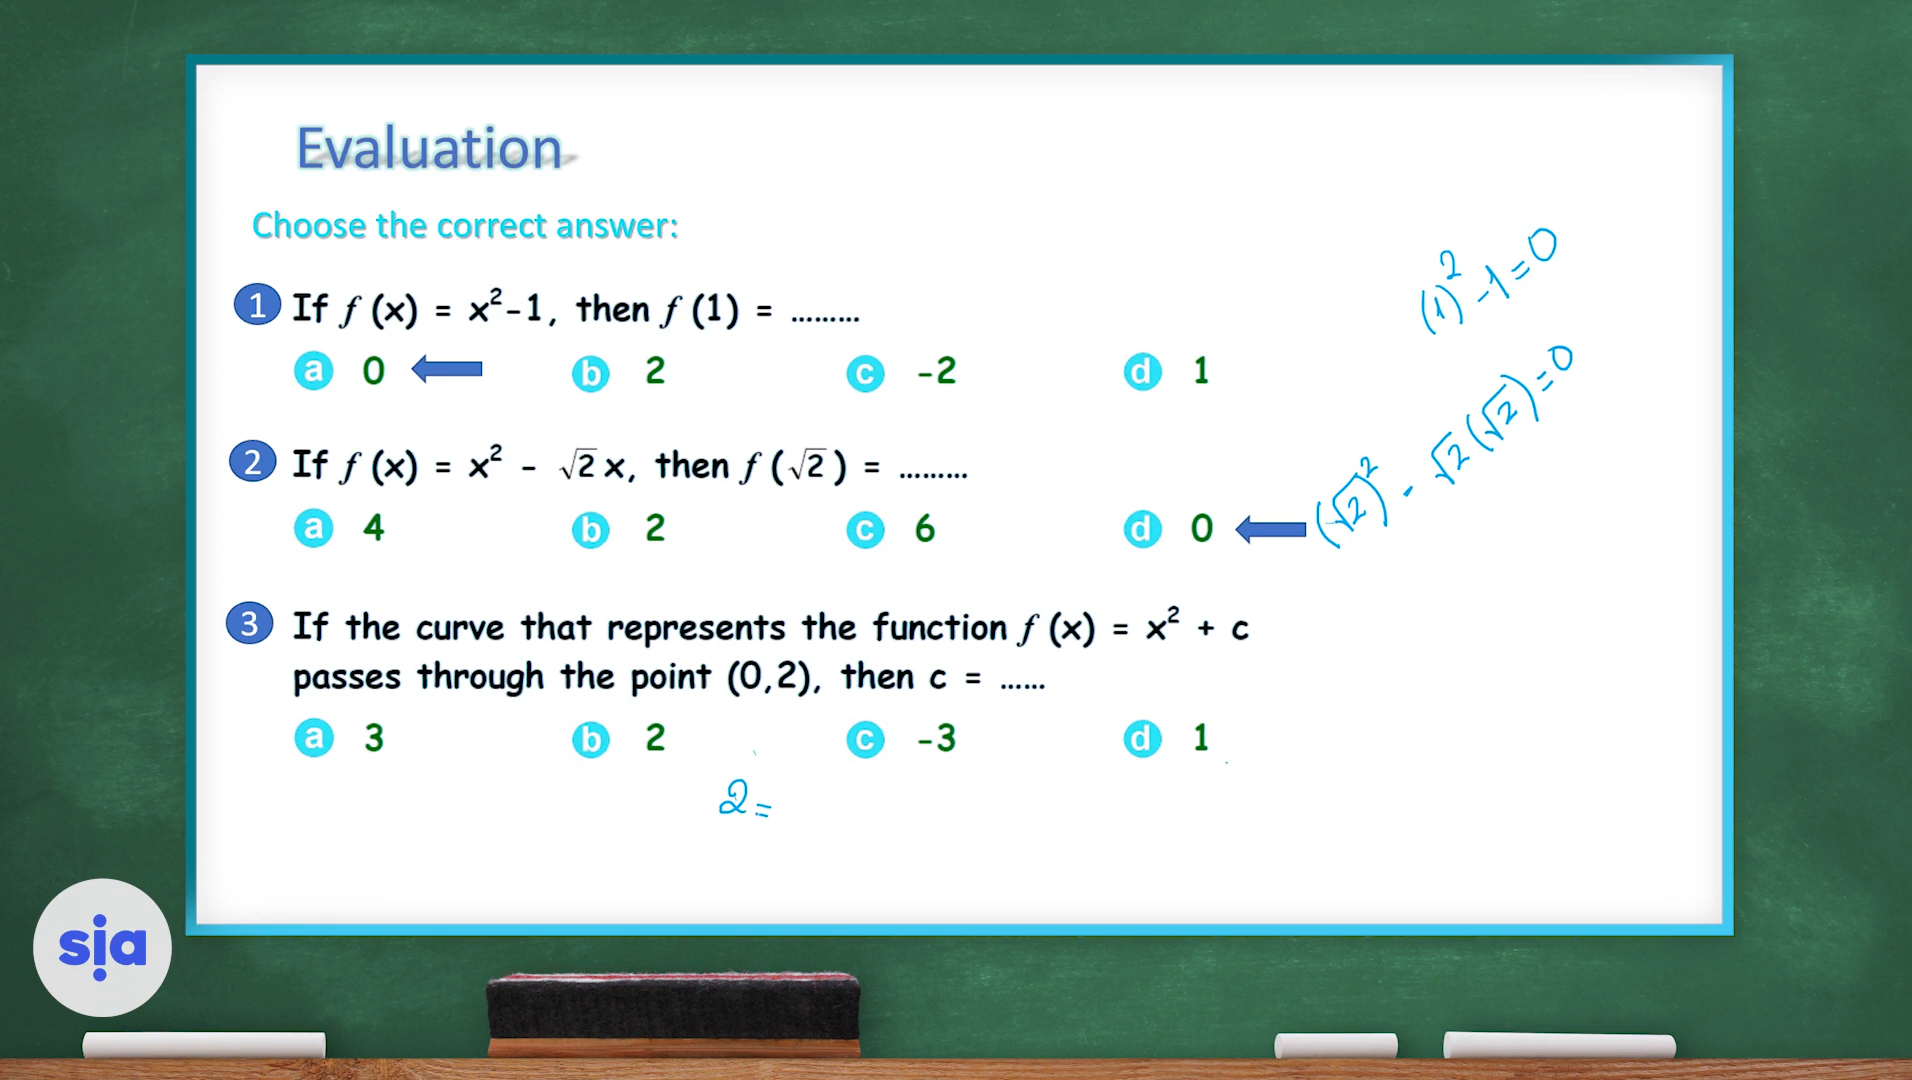 Evaluation
Choose the correct answer:
1 If f (x) = x²-1, then f (1) = .........
a 0 b 2 c -2 d 1
(1)² -1 = 0
2 If f (x) = x² - √2 x, then f (√2) = .........
a 4 b 2 c 6 d 0
(√2)² - √2 (√2) = 0
3 If the curve that represents the function f (x) = x² + c
passes through the point (0,2), then c = ......
a 3 b 2 c -3 d 1
2 =
sia